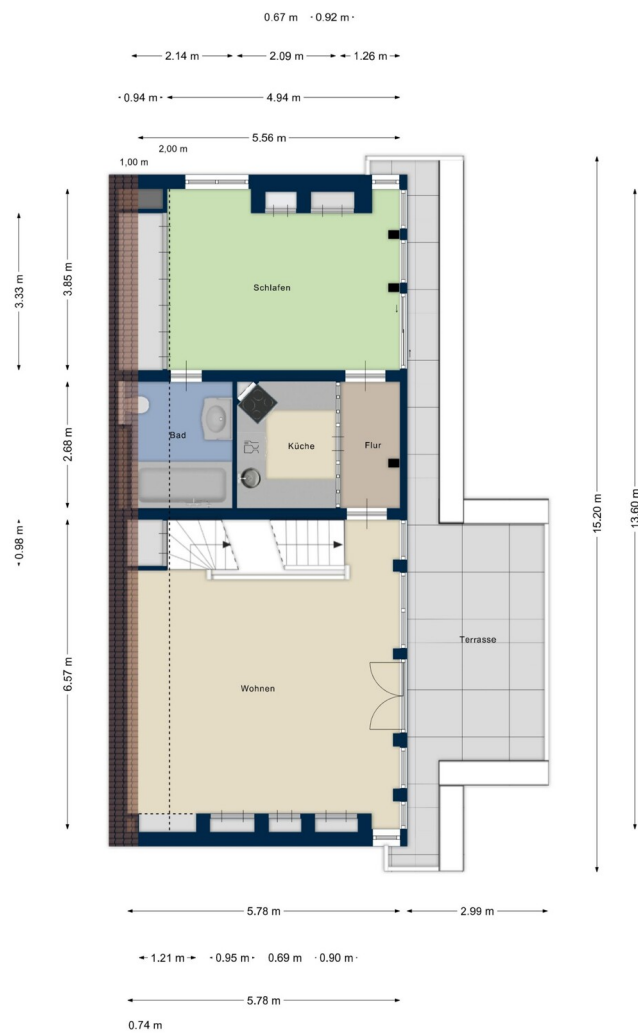 0.67 m 0.92 m
2.14 m 2.09 m 1.26 m
0.94 m 4.94 m
5.56 m
2,00 m
1,00 m
3.33 m
3.85 m
Schlafen
2.68 m
Bad
Küche
Flur
15.20 m
13.60 m
0.98 m
6.57 m
Terrasse
Wohnen
5.78 m 2.99 m
1.21 m 0.95 m 0.69 m 0.90 m
5.78 m
0.74 m